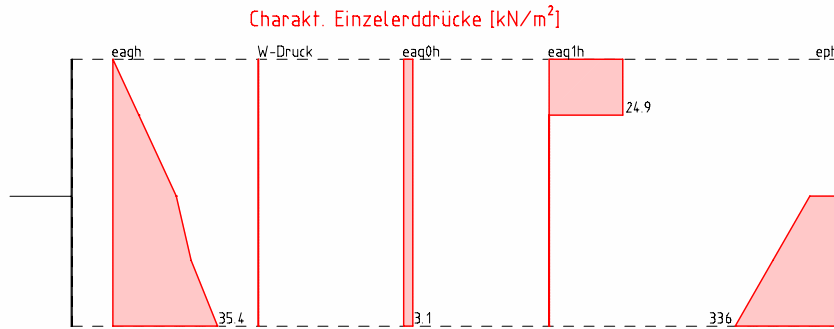 Charakt. Einzelerddrücke [kN/m²]
eagh W-Druck eaq0h eaq1h eph
24.9
35.4 3.1 336